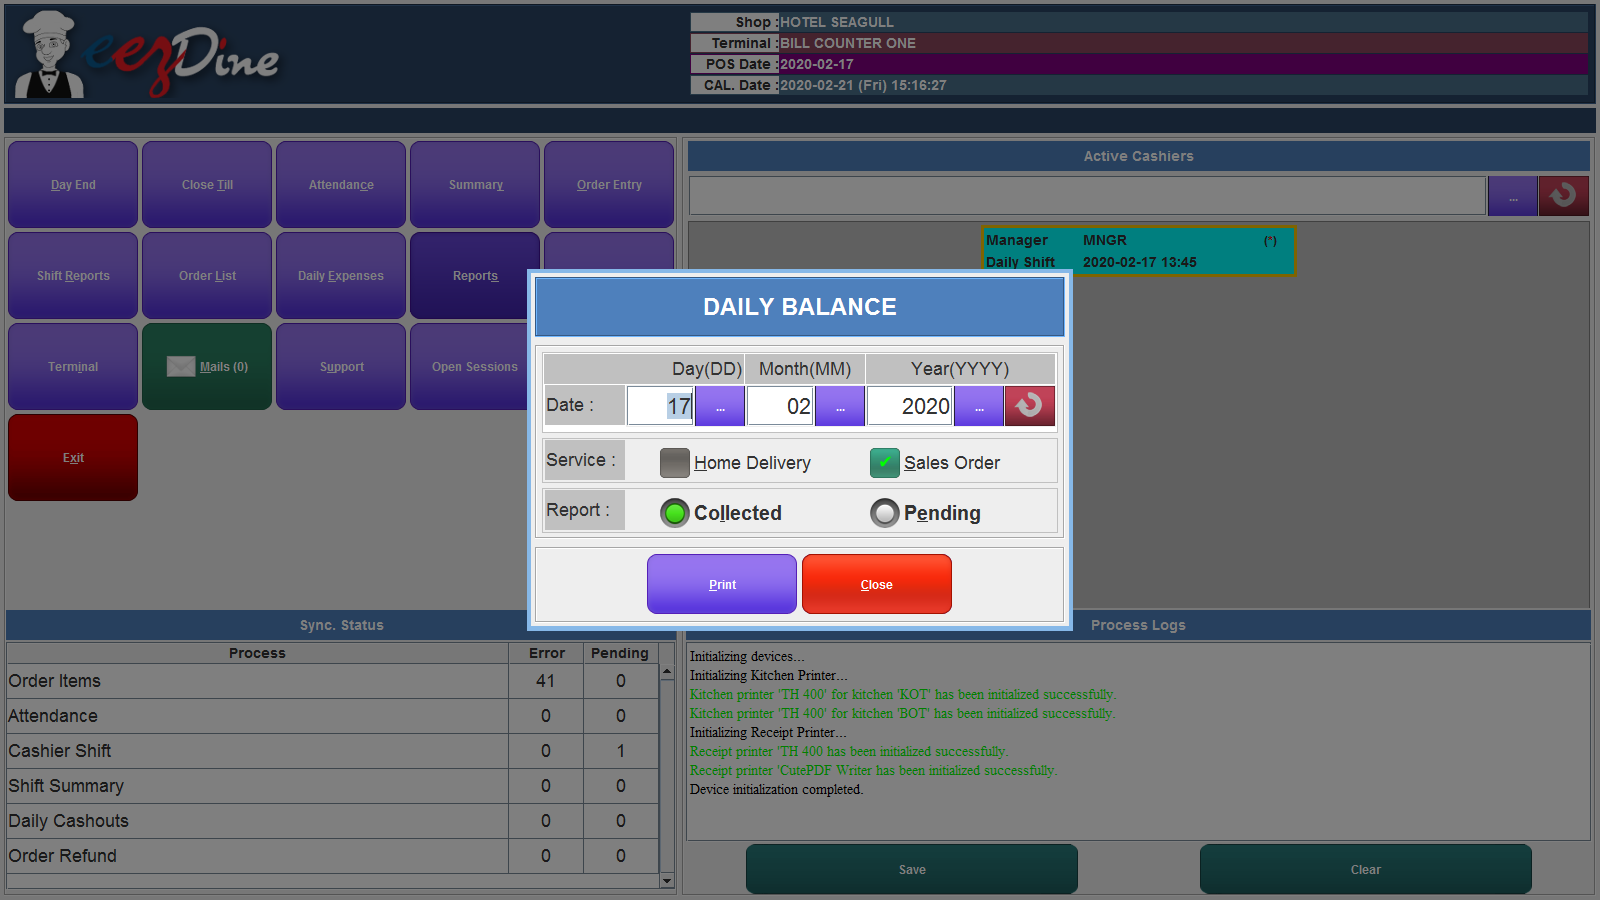 eezDine
Shop : HOTEL SEAGULL
Terminal : BILL COUNTER ONE
POS Date : 2020-02-17
CAL. Date : 2020-02-21 (Fri) 15:16:27
Day End
Close Till
Attendance
Summary
Order Entry
Shift Reports
Order List
Daily Expenses
Reports
Terminal
Mails (0)
Support
Open Sessions
Exit
Active Cashiers
...
Manager MNGR (*)
Daily Shift 2020-02-17 13:45
DAILY BALANCE
Day(DD) Month(MM) Year(YYYY)
Date : 17 ... 02 ... 2020 ...
Service : Home Delivery Sales Order
Report : Collected Pending
Print Close
Sync. Status
Process Error Pending
Order Items 41 0
Attendance 0 0
Cashier Shift 0 1
Shift Summary 0 0
Daily Cashouts 0 0
Order Refund 0 0
Process Logs
Initializing devices...
Initializing Kitchen Printer...
Kitchen printer 'TH 400' for kitchen 'KOT' has been initialized successfully.
Kitchen printer 'TH 400' for kitchen 'BOT' has been initialized successfully.
Initializing Receipt Printer...
Receipt printer 'TH 400 has been initialized successfully.
Receipt printer 'CutePDF Writer has been initialized successfully.
Device initialization completed.
Save Clear